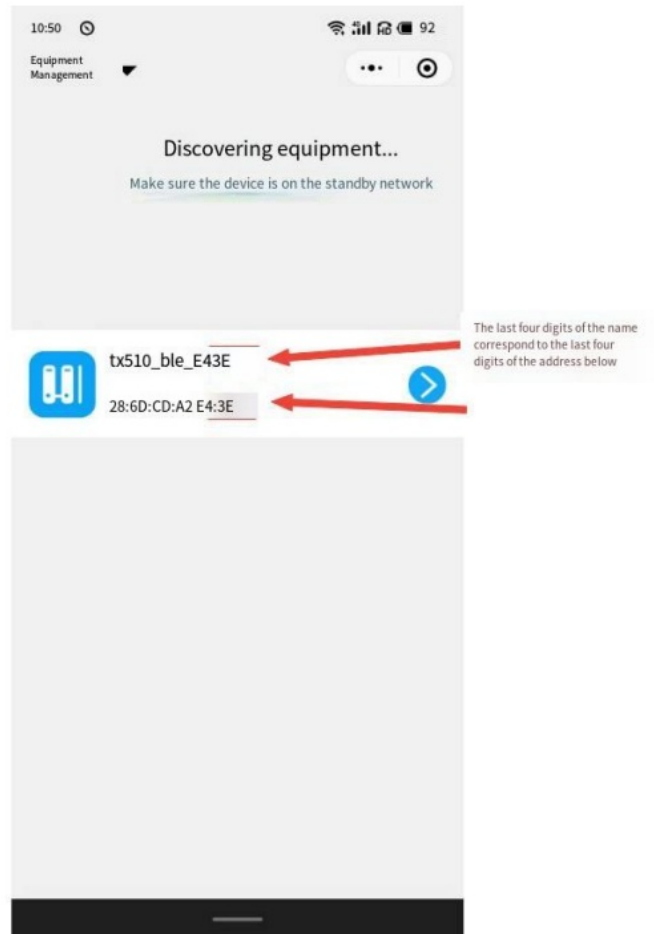 10:50
92
Equipment
Management
Discovering equipment...
Make sure the device is on the standby network
The last four digits of the name
correspond to the last four
digits of the address below
tx510_ble_E43E
28:6D:CD:A2 E4:3E